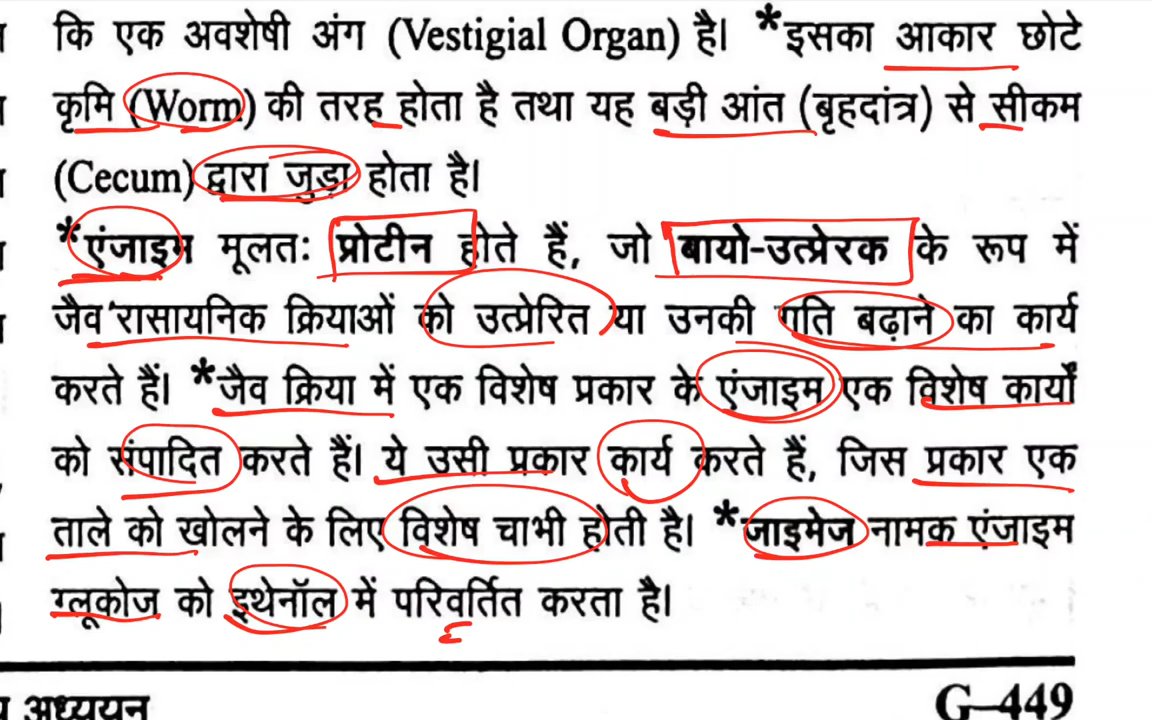 कि एक अवशेषी अंग (Vestigial Organ) है। *इसका आकार छोटे
कृमि (Worm) की तरह होता है तथा यह बड़ी आंत (बृहदांत्र) से सीकम
(Cecum) द्वारा जुड़ा होता है।
*एंजाइम मूलतः प्रोटीन होते हैं, जो बायो-उत्प्रेरक के रूप में
जैव रासायनिक क्रियाओं को उत्प्रेरित या उनकी गति बढ़ाने का कार्य
करते हैं। *जैव क्रिया में एक विशेष प्रकार के एंजाइम एक विशेष कार्यों
को संपादित करते हैं। ये उसी प्रकार कार्य करते हैं, जिस प्रकार एक
ताले को खोलने के लिए विशेष चाभी होती है। *जाइमेज नामक एंजाइम
ग्लूकोज को इथेनॉल में परिवर्तित करता है।
अध्ययन G–449